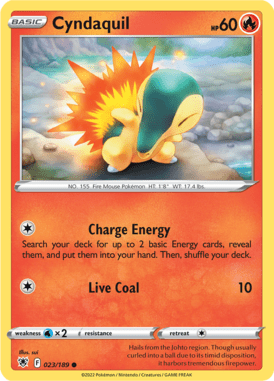 BASIC Cyndaquil HP60
NO. 155 Fire Mouse Pokémon HT: 1'8" WT: 17.4 lbs.
Charge Energy
Search your deck for up to 2 basic Energy cards, reveal
them, and put them into your hand. Then, shuffle your deck.
Live Coal 10
weakness ×2 resistance retreat
Illus. sui
F 023/189
Hails from the Johto region. Though usually
curled into a ball due to its timid disposition,
it harbors tremendous firepower.
©2022 Pokémon / Nintendo / Creatures / GAME FREAK